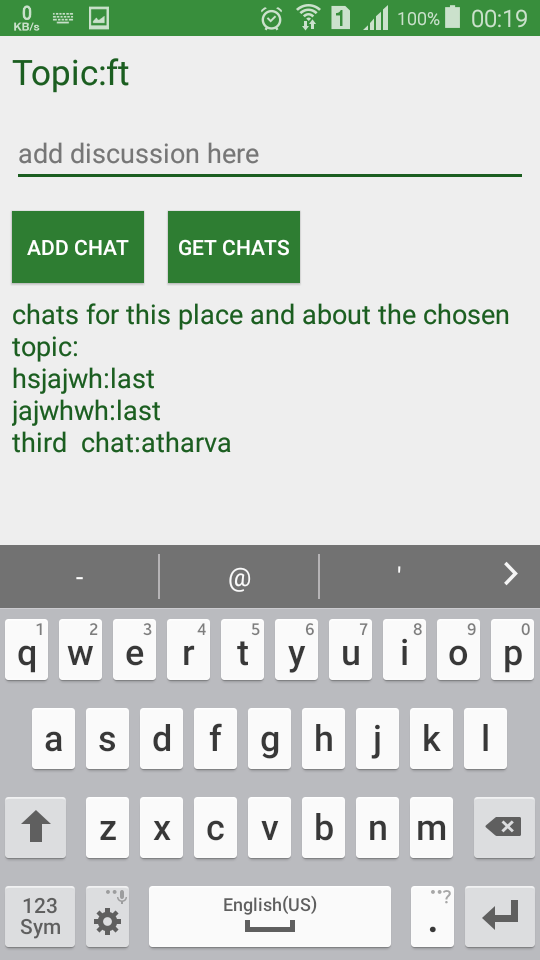 0
KB/s
1
100%
00:19
Topic:ft
add discussion here
ADD CHAT
GET CHATS
chats for this place and about the chosen
topic:
hsjajwh:last
jajwhwh:last
third  chat:atharva
- @ '
1 2 3 4 5 6 7 8 9 0
q w e r t y u i o p
a s d f g h j k l
z x c v b n m
123
Sym
English(US)
?
.